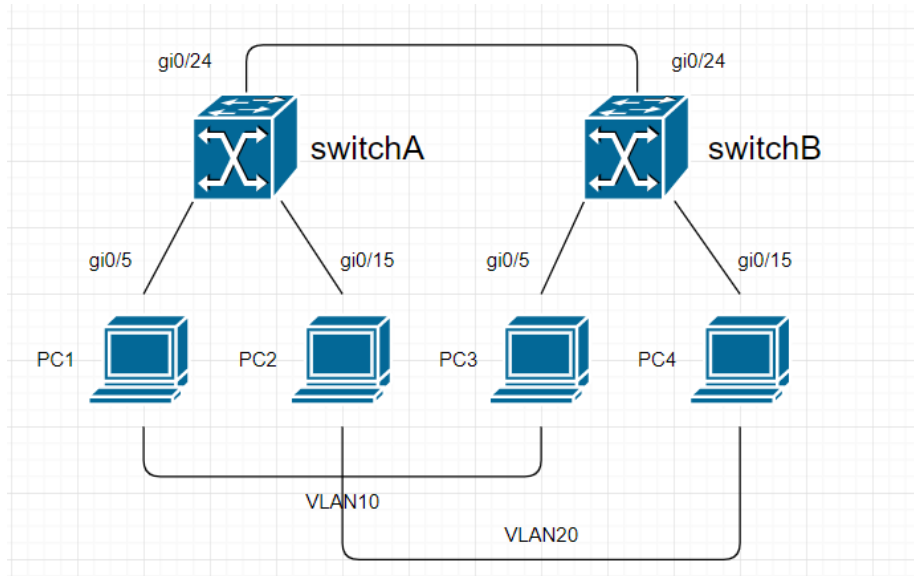 gi0/24
gi0/24
switchA
switchB
gi0/5
gi0/15
gi0/5
gi0/15
PC1
PC2
PC3
PC4
VLAN10
VLAN20